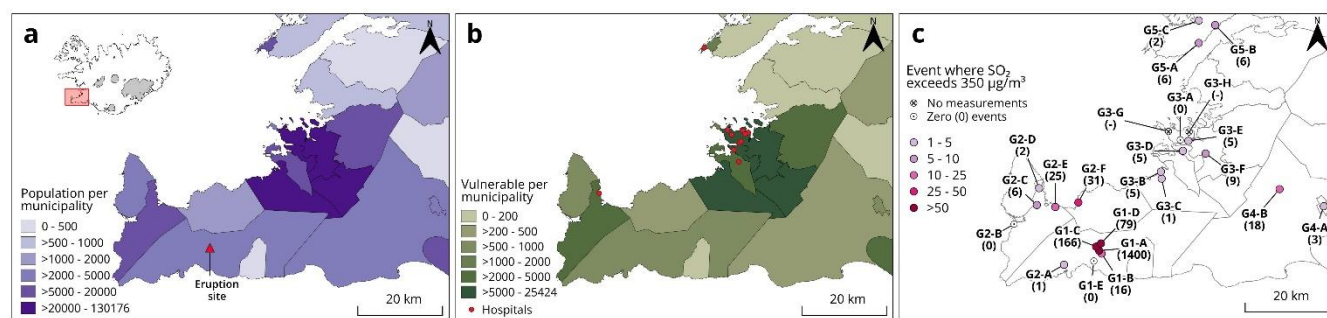 a
N
Population per
municipality
0 - 500
>500 - 1000
>1000 - 2000
>2000 - 5000
>5000 - 20000
>20000 - 130176
Eruption
site
20 km
b
N
Vulnerable per
municipality
0 - 200
>200 - 500
>500 - 1000
>1000 - 2000
>2000 - 5000
>5000 - 25424
Hospitals
20 km
c
N
Event where SO₂
exceeds 350 µg/m³
No measurements
Zero (0) events
1 - 5
5 - 10
10 - 25
25 - 50
>50
G5-C
(2)
G5-B
(6)
G5-A
(6)
G3-H
(-)
G3-A
(0)
G3-G
(-)
G3-E
(5)
G3-D
(5)
G3-F
(9)
G2-D
(2)
G2-E
(25)
G2-F
(31)
G2-C
(6)
G3-B
(5)
G3-C
(1)
G4-B
(18)
G4-A
(3)
G2-B
(0)
G1-D
(79)
G1-C
(166)
G1-A
(1400)
G2-A
(1)
G1-B
(16)
G1-E
(0)
20 km